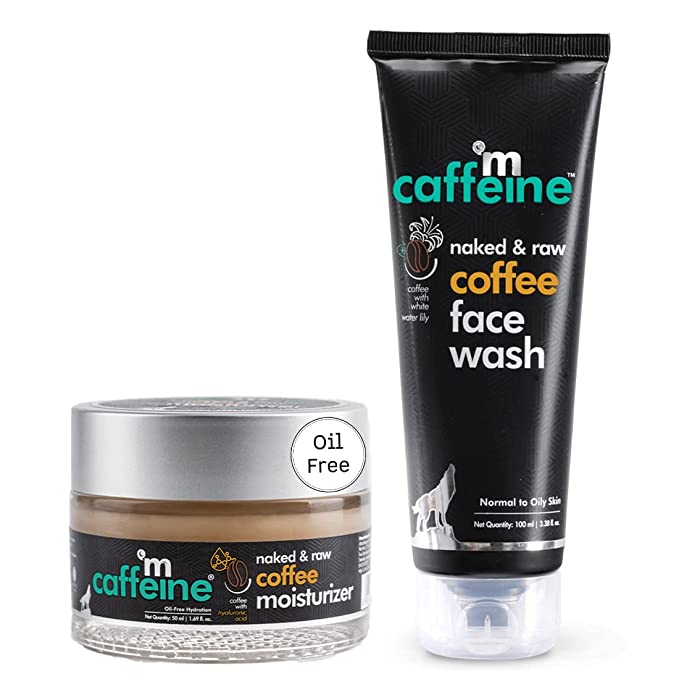 'm
caffeine™
naked & raw
coffee
face
wash
coffee
with
white
water lily
Normal to Oily Skin
Net Quantity: 100 ml | 3.38 fl. oz.
Oil
Free
'm
caffeine®
naked & raw
coffee
moisturizer
coffee
with
hyaluronic
acid
Oil-Free Hydration
Net Quantity: 50 ml | 1.69 fl. oz.